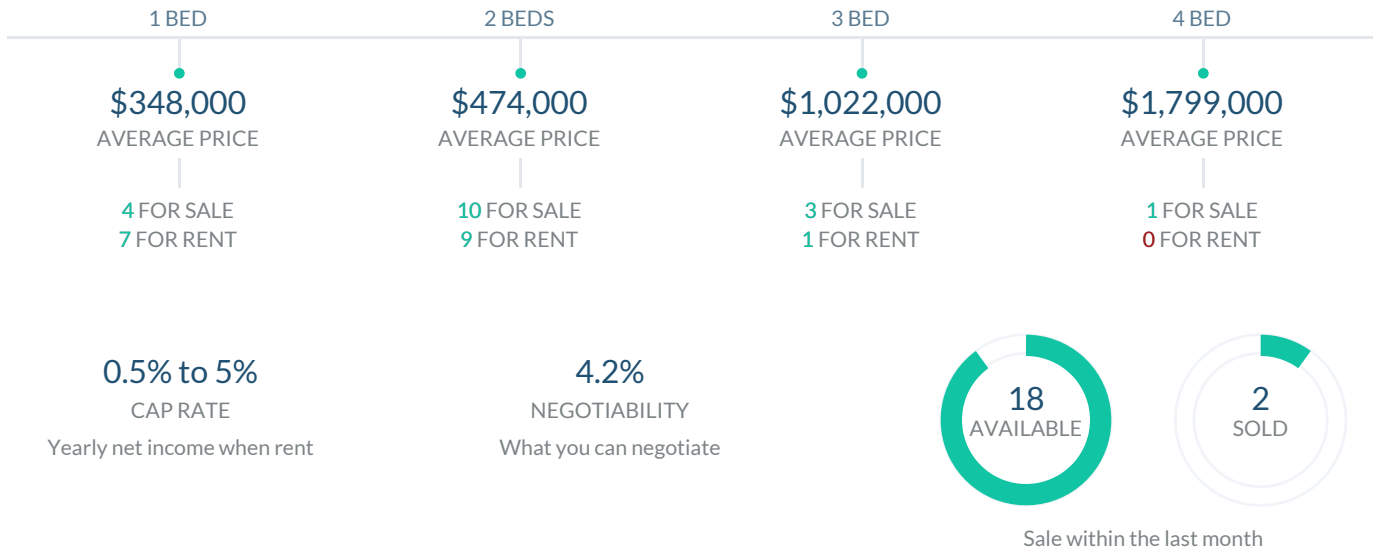 1 BED
$348,000
AVERAGE PRICE
4 FOR SALE
7 FOR RENT
2 BEDS
$474,000
AVERAGE PRICE
10 FOR SALE
9 FOR RENT
3 BED
$1,022,000
AVERAGE PRICE
3 FOR SALE
1 FOR RENT
4 BED
$1,799,000
AVERAGE PRICE
1 FOR SALE
0 FOR RENT
0.5% to 5%
CAP RATE
Yearly net income when rent
4.2%
NEGOTIABILITY
What you can negotiate
18
AVAILABLE
2
SOLD
Sale within the last month